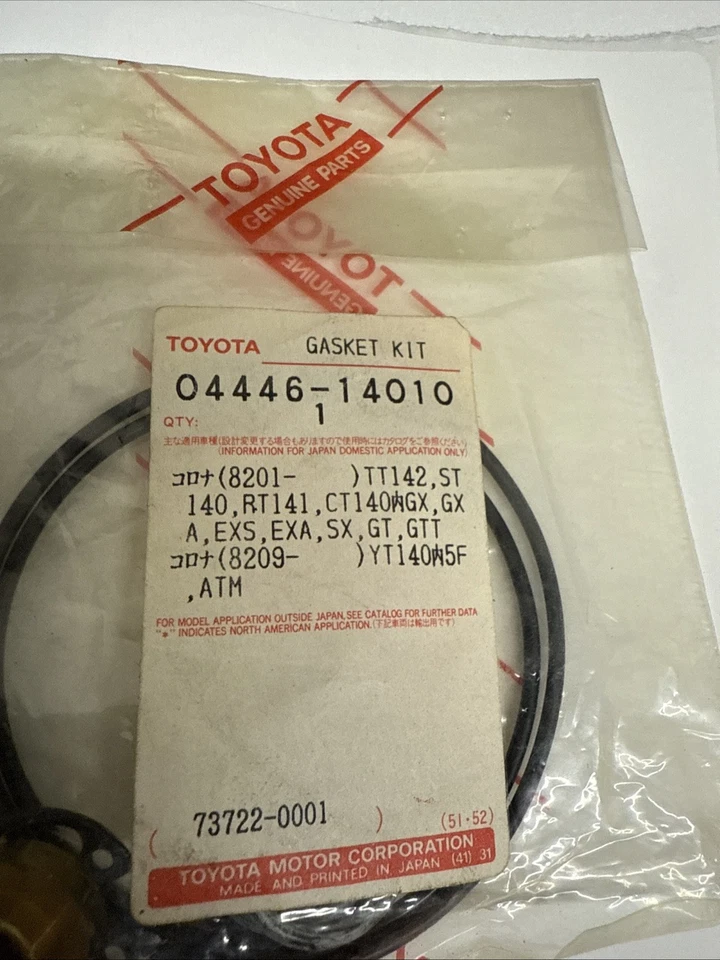 TOYOTA
GENUINE PARTS
TOYOTA
GENUINE
TOYOTA GASKET KIT
04446-14010
QTY: 1
主な適用車種(設計変更する場合もありますので使用時にはカタログをご参照ください)
(INFORMATION FOR JAPAN DOMESTIC APPLICATION ONLY)
コロナ(8201- )TT142,ST
140,RT141,CT140内GX,GX
A,EXS,EXA,SX,GT,GTT
コロナ(8209- )YT140内5F
,ATM
FOR MODEL APPLICATION OUTSIDE JAPAN, SEE CATALOG FOR FURTHER DATA
"*" INDICATES NORTH AMERICAN APPLICATION.(下記車両は輸出用です)
( 73722-0001 ) (51·52)
TOYOTA MOTOR CORPORATION
MADE AND PRINTED IN JAPAN (41) 31